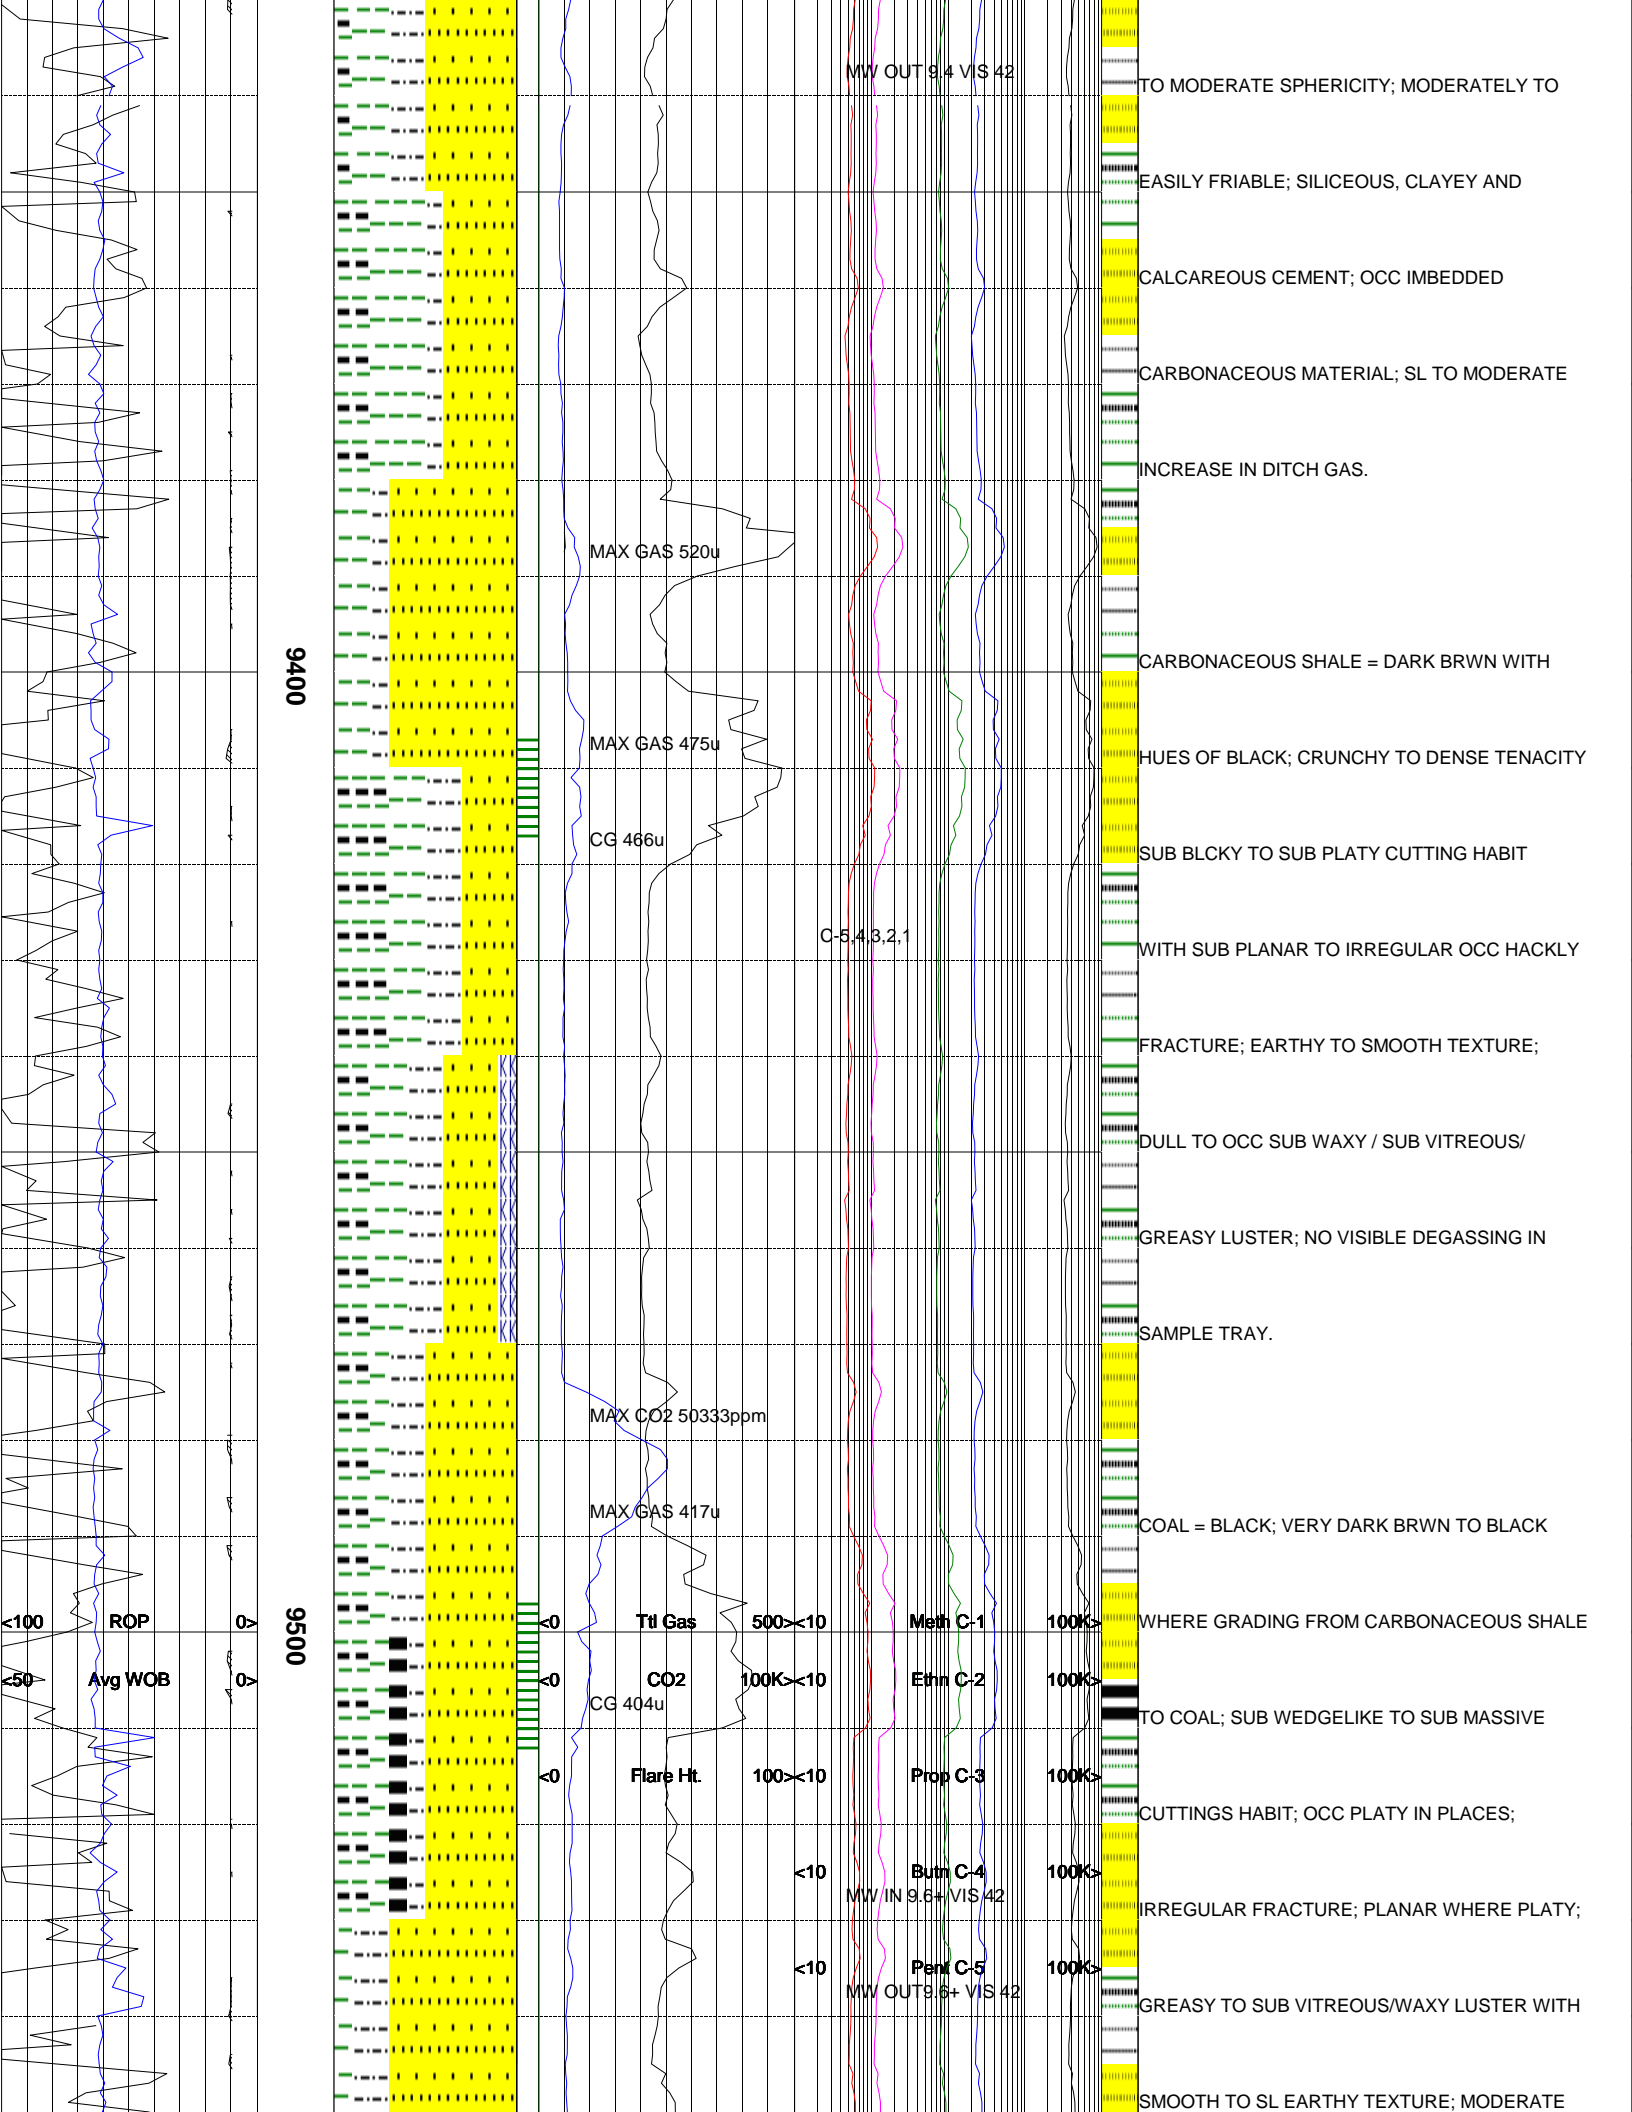 MW OUT 9.4 VIS 42
TO MODERATE SPHERICITY; MODERATELY TO
EASILY FRIABLE; SILICEOUS, CLAYEY AND
CALCAREOUS CEMENT; OCC IMBEDDED
CARBONACEOUS MATERIAL; SL TO MODERATE
INCREASE IN DITCH GAS.
MAX GAS 520u
9400
CARBONACEOUS SHALE = DARK BRWN WITH
MAX GAS 475u
HUES OF BLACK; CRUNCHY TO DENSE TENACITY
CG 466u
SUB BLCKY TO SUB PLATY CUTTING HABIT
C-5,4,3,2,1
WITH SUB PLANAR TO IRREGULAR OCC HACKLY
FRACTURE; EARTHY TO SMOOTH TEXTURE;
DULL TO OCC SUB WAXY / SUB VITREOUS/
GREASY LUSTER; NO VISIBLE DEGASSING IN
SAMPLE TRAY.
MAX CO2 50333ppm
MAX GAS 417u
COAL = BLACK; VERY DARK BRWN TO BLACK
9500
<100 ROP 0> <0 Ttl Gas 500><10 Meth C-1 100K>
WHERE GRADING FROM CARBONACEOUS SHALE
<50 Avg WOB 0> <0 CO2 100K><10 Ethn C-2 100K>
CG 404u
TO COAL; SUB WEDGELIKE TO SUB MASSIVE
<0 Flare Ht. 100><10 Prop C-3 100K>
CUTTINGS HABIT; OCC PLATY IN PLACES;
<10 Butn C-4 100K>
MW IN 9.6+ VIS 42
IRREGULAR FRACTURE; PLANAR WHERE PLATY;
<10 Pent C-5 100K>
MW OUT9.6+ VIS 42
GREASY TO SUB VITREOUS/WAXY LUSTER WITH
SMOOTH TO SL EARTHY TEXTURE; MODERATE